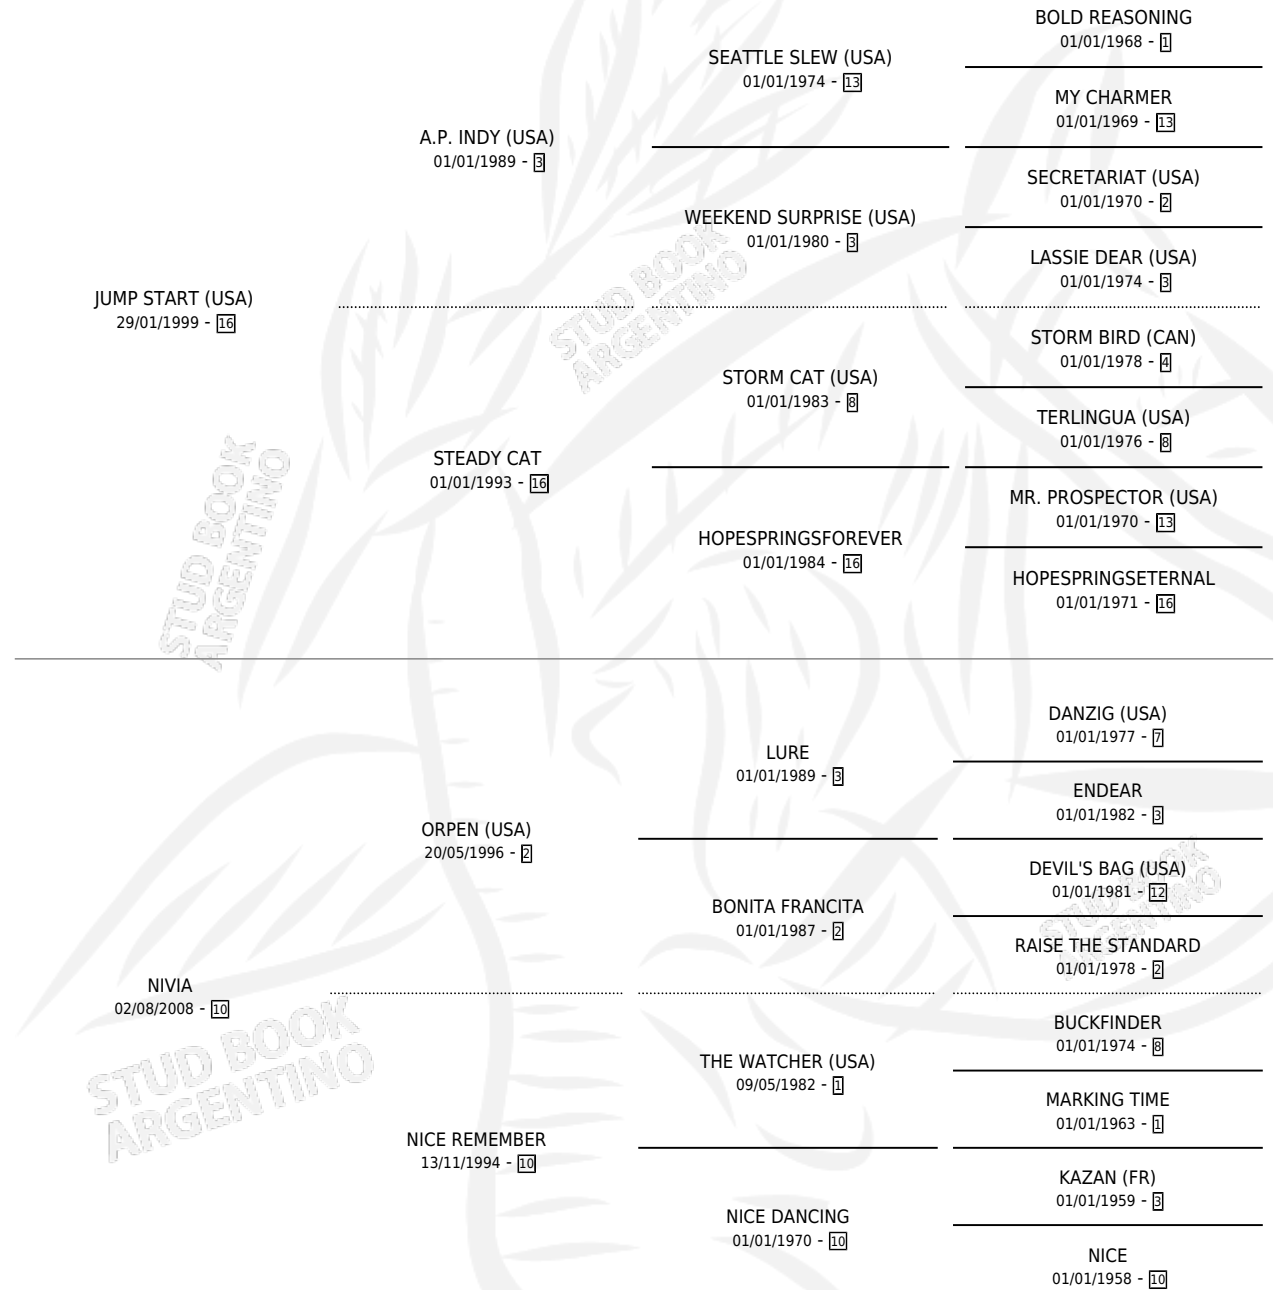 BOLD REASONING
01/01/1968 - 1
SEATTLE SLEW (USA)
01/01/1974 - 13
MY CHARMER
01/01/1969 - 13
A.P. INDY (USA)
01/01/1989 - 3
SECRETARIAT (USA)
01/01/1970 - 2
WEEKEND SURPRISE (USA)
01/01/1980 - 3
LASSIE DEAR (USA)
01/01/1974 - 3
JUMP START (USA)
29/01/1999 - 16
STUD BOOK
ARGENTINO
STORM BIRD (CAN)
01/01/1978 - 4
STORM CAT (USA)
01/01/1983 - 8
TERLINGUA (USA)
01/01/1976 - 8
STEADY CAT
01/01/1993 - 16
MR. PROSPECTOR (USA)
01/01/1970 - 13
HOPESPRINGSFOREVER
01/01/1984 - 16
HOPESPRINGSETERNAL
01/01/1971 - 16
STUD BOOK
ARGENTINO
DANZIG (USA)
01/01/1977 - 7
LURE
01/01/1989 - 3
ENDEAR
01/01/1982 - 3
ORPEN (USA)
20/05/1996 - 2
DEVIL'S BAG (USA)
01/01/1981 - 12
BONITA FRANCITA
01/01/1987 - 2
STUD BOOK
ARGENTINO
RAISE THE STANDARD
01/01/1978 - 2
NIVIA
02/08/2008 - 10
STUD BOOK
ARGENTINO
BUCKFINDER
01/01/1974 - 8
THE WATCHER (USA)
09/05/1982 - 1
MARKING TIME
01/01/1963 - 1
NICE REMEMBER
13/11/1994 - 10
KAZAN (FR)
01/01/1959 - 3
NICE DANCING
01/01/1970 - 10
NICE
01/01/1958 - 10